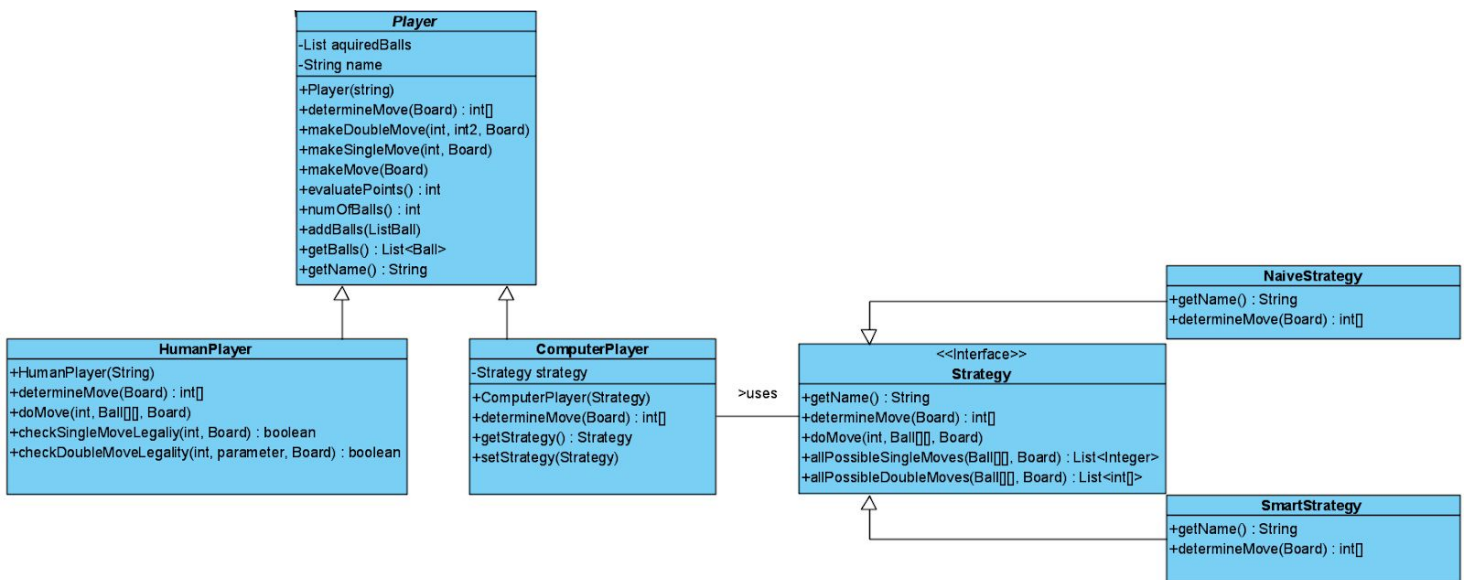 Player
-List aquiredBalls
-String name
+Player(string)
+determineMove(Board) : int[]
+makeDoubleMove(int, int2, Board)
+makeSingleMove(int, Board)
+makeMove(Board)
+evaluatePoints() : int
+numOfBalls() : int
+addBalls(ListBall)
+getBalls() : List<Ball>
+getName() : String
HumanPlayer
+HumanPlayer(String)
+determineMove(Board) : int[]
+doMove(int, Ball[][], Board)
+checkSingleMoveLegaliy(int, Board) : boolean
+checkDoubleMoveLegality(int, parameter, Board) : boolean
ComputerPlayer
-Strategy strategy
+ComputerPlayer(Strategy)
+determineMove(Board) : int[]
+getStrategy() : Strategy
+setStrategy(Strategy)
>uses
<<Interface>>
Strategy
+getName() : String
+determineMove(Board) : int[]
+doMove(int, Ball[][], Board)
+allPossibleSingleMoves(Ball[][], Board) : List<Integer>
+allPossibleDoubleMoves(Ball[][], Board) : List<int[]>
NaiveStrategy
+getName() : String
+determineMove(Board) : int[]
SmartStrategy
+getName() : String
+determineMove(Board) : int[]